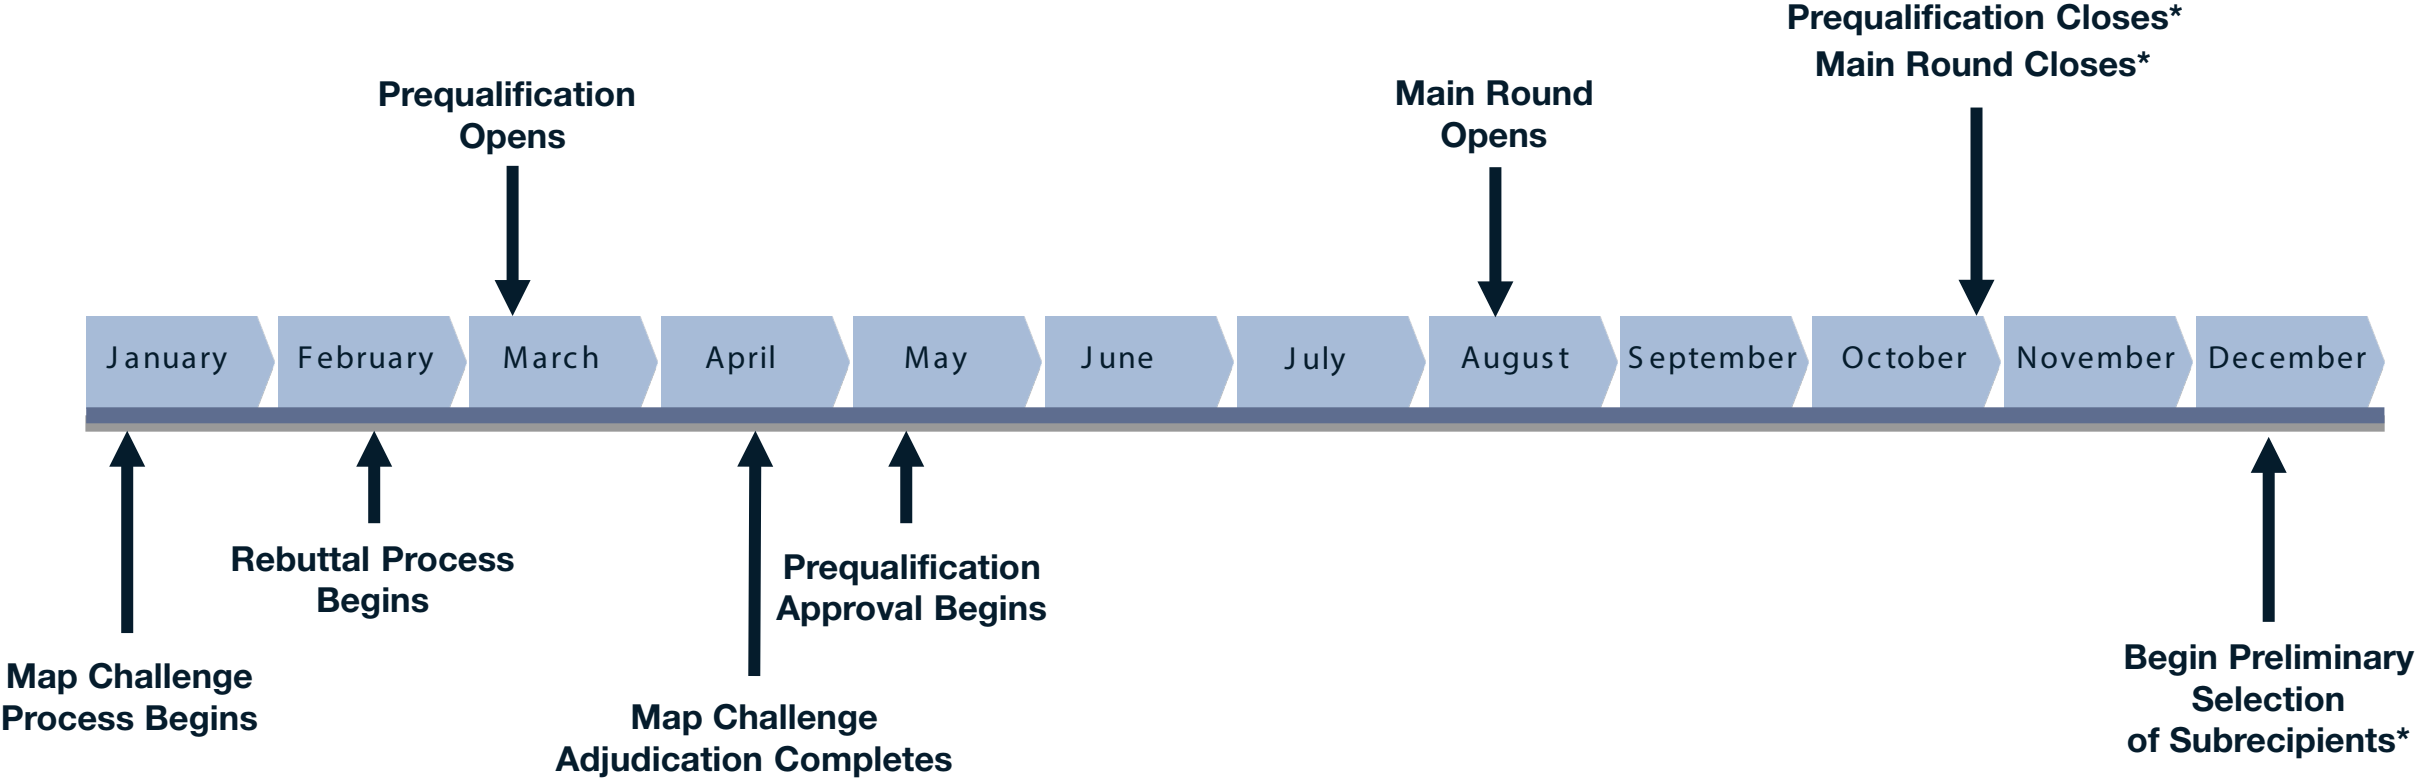 Prequalification Closes*
Main Round Closes*
Prequalification
Opens
Main Round
Opens
January
February
March
April
May
June
July
August
September
October
November
December
Rebuttal Process
Begins
Prequalification
Approval Begins
Map Challenge
Process Begins
Map Challenge
Adjudication Completes
Begin Preliminary
Selection
of Subrecipients*